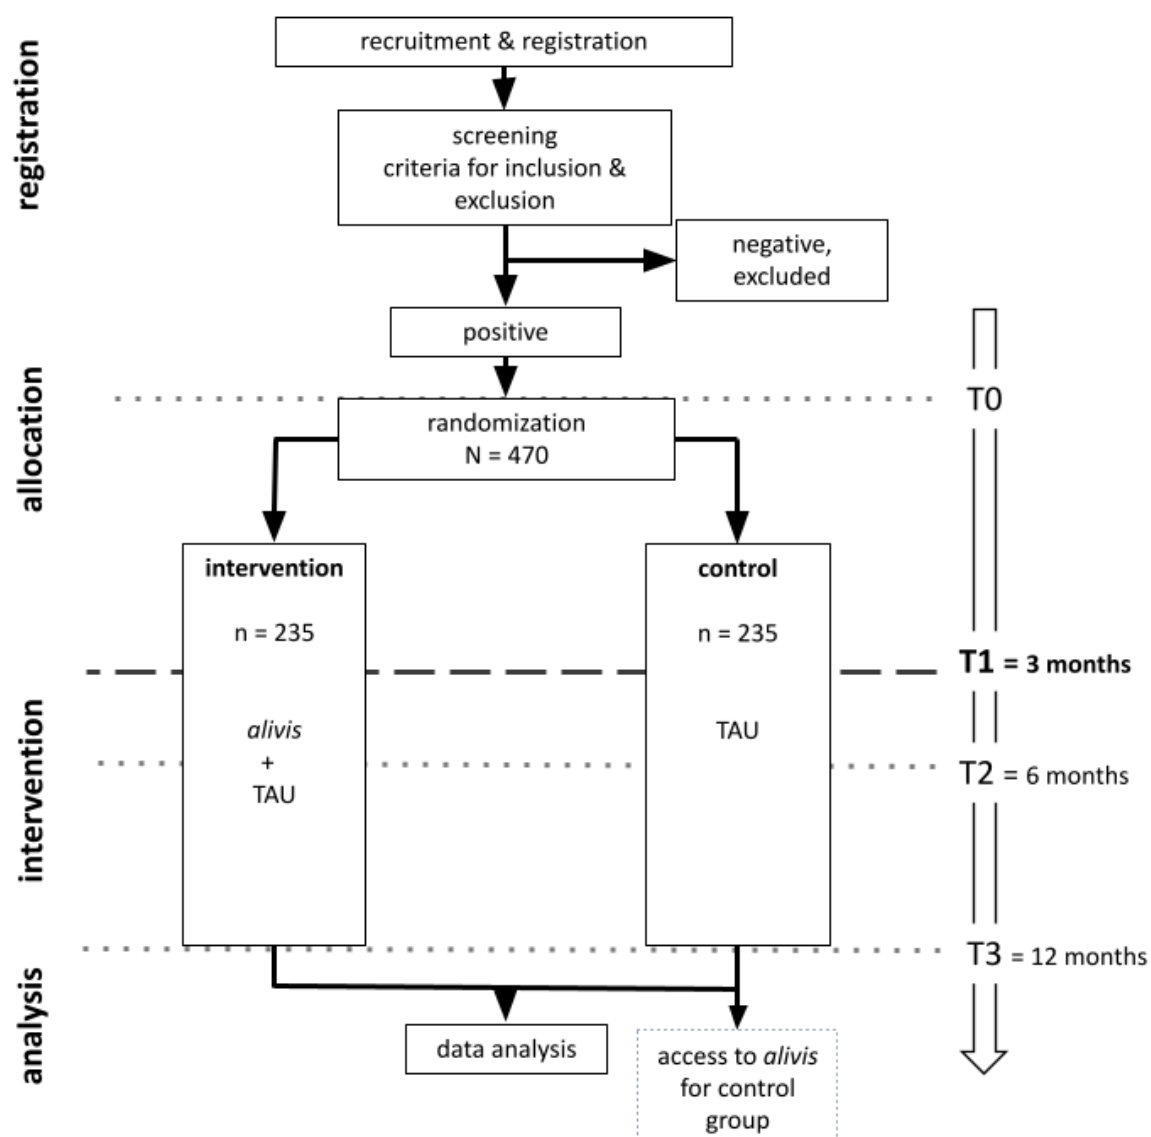 registration
recruitment & registration
screening
criteria for inclusion &
exclusion
negative,
excluded
positive
allocation
T0
randomization
N = 470
intervention
n = 235
alivis
+
TAU
control
n = 235
TAU
T1 = 3 months
intervention
T2 = 6 months
T3 = 12 months
analysis
data analysis
access to alivis
for control
group